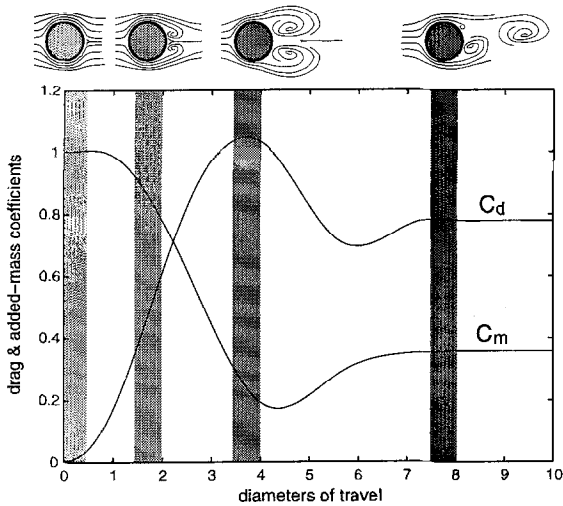 1.2
1
0.8
0.6
0.4
0.2
0
drag & added-mass coefficients
Cd
Cm
0 1 2 3 4 5 6 7 8 9 10
diameters of travel